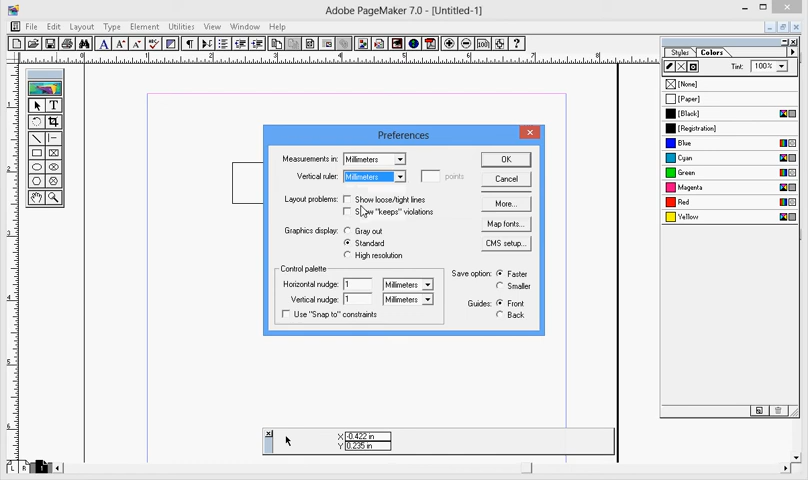 Adobe PageMaker 7.0 - [Untitled-1]
File Edit Layout Type Element Utilities View Window Help
Styles Colors
Tint: 100%
[None]
[Paper]
[Black]
[Registration]
Blue
Cyan
Green
Magenta
Red
Yellow
Preferences
Measurements in: Millimeters OK
Vertical ruler: Millimeters points Cancel
Layout problems: Show loose/tight lines More...
Show "keeps" violations
Graphics display: Gray out Map fonts...
Standard CMS setup...
High resolution
Control palette Save option: Faster
Horizontal nudge: 1 Millimeters Smaller
Vertical nudge: 1 Millimeters Guides: Front
Use "Snap to" constraints Back
X -0.422 in
Y 0.235 in
L R 1